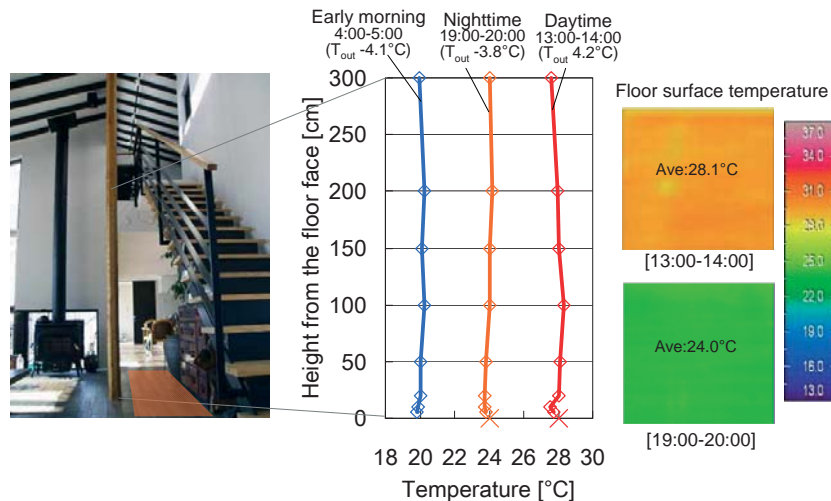 Early morning
4:00-5:00
(Tout -4.1°C)
Nighttime
19:00-20:00
(Tout -3.8°C)
Daytime
13:00-14:00
(Tout 4.2°C)
Height from the floor face [cm]
300
250
200
150
100
50
0
18 20 22 24 26 28 30
Temperature [°C]
Floor surface temperature
Ave:28.1°C
[13:00-14:00]
Ave:24.0°C
[19:00-20:00]
37.0
34.0
31.0
28.0
25.0
22.0
19.0
16.0
13.0